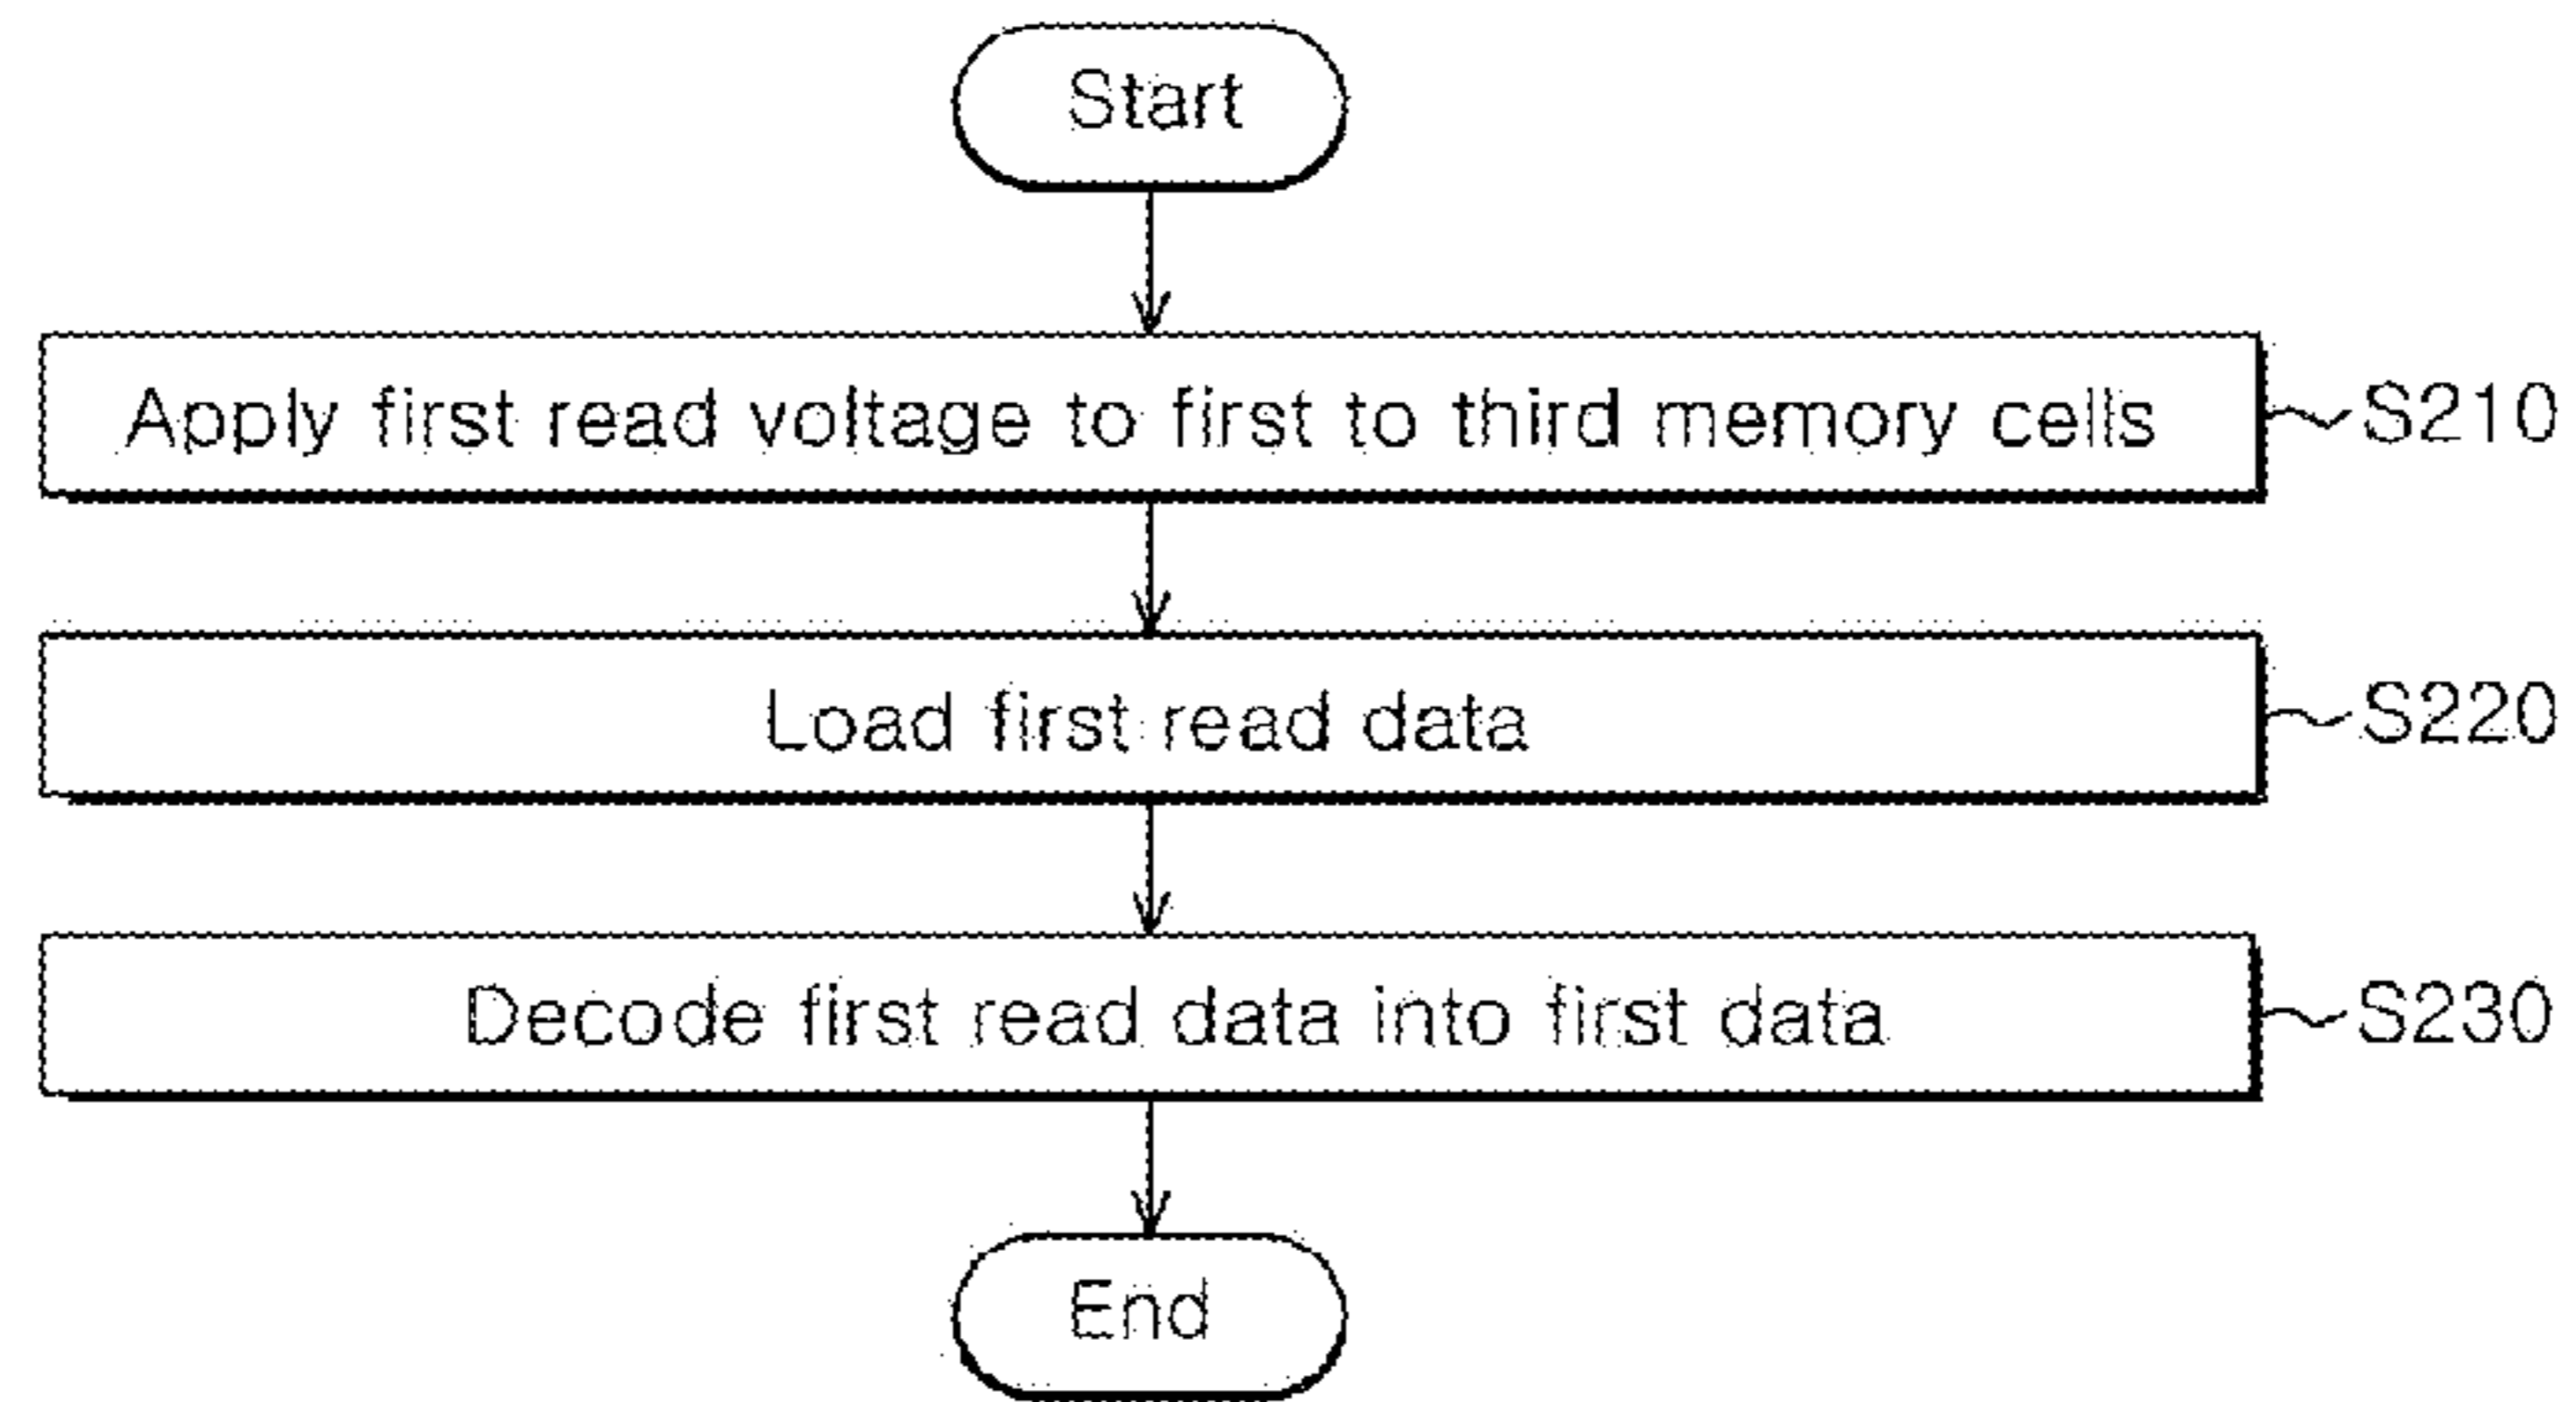 Start
Apply first read voltage to first to third memory cells S210
Load first read data S220
Decode first read data into first data S230
End